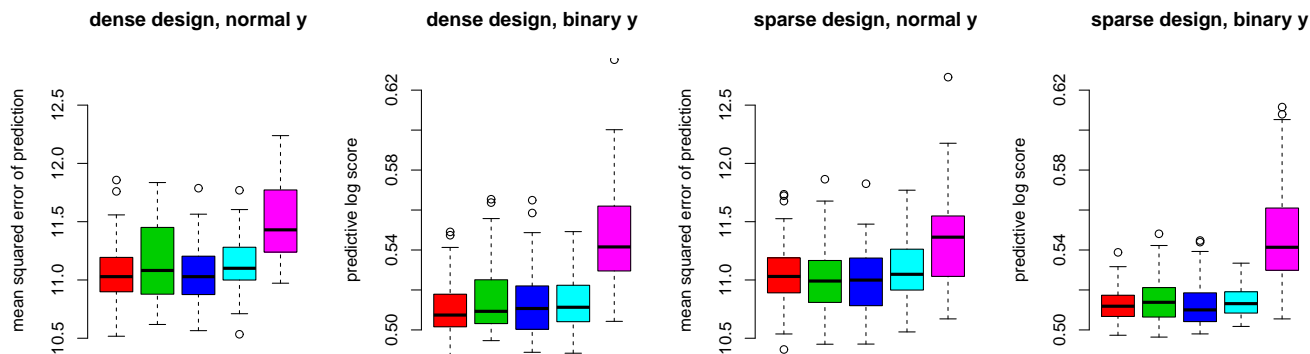 dense design, normal y
mean squared error of prediction
10.5 11.0 11.5 12.0 12.5
dense design, binary y
predictive log score
0.50 0.54 0.58 0.62
sparse design, normal y
mean squared error of prediction
10.5 11.0 11.5 12.0 12.5
sparse design, binary y
predictive log score
0.50 0.54 0.58 0.62